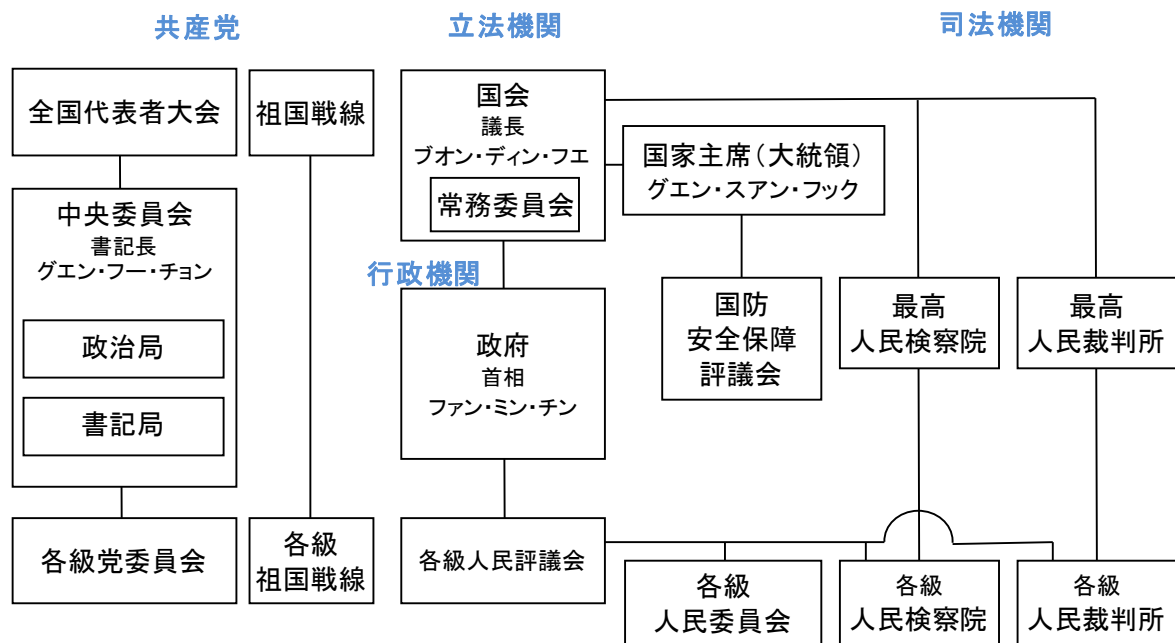 共産党
立法機関
司法機関
全国代表者大会
祖国戦線
国会
議長
ブオン・ディン・フエ
常務委員会
国家主席(大統領)
グエン・スアン・フック
中央委員会
書記長
グエン・フー・チョン
政治局
書記局
行政機関
政府
首相
ファン・ミン・チン
国防
安全保障
評議会
最高
人民検察院
最高
人民裁判所
各級党委員会
各級
祖国戦線
各級人民評議会
各級
人民委員会
各級
人民検察院
各級
人民裁判所